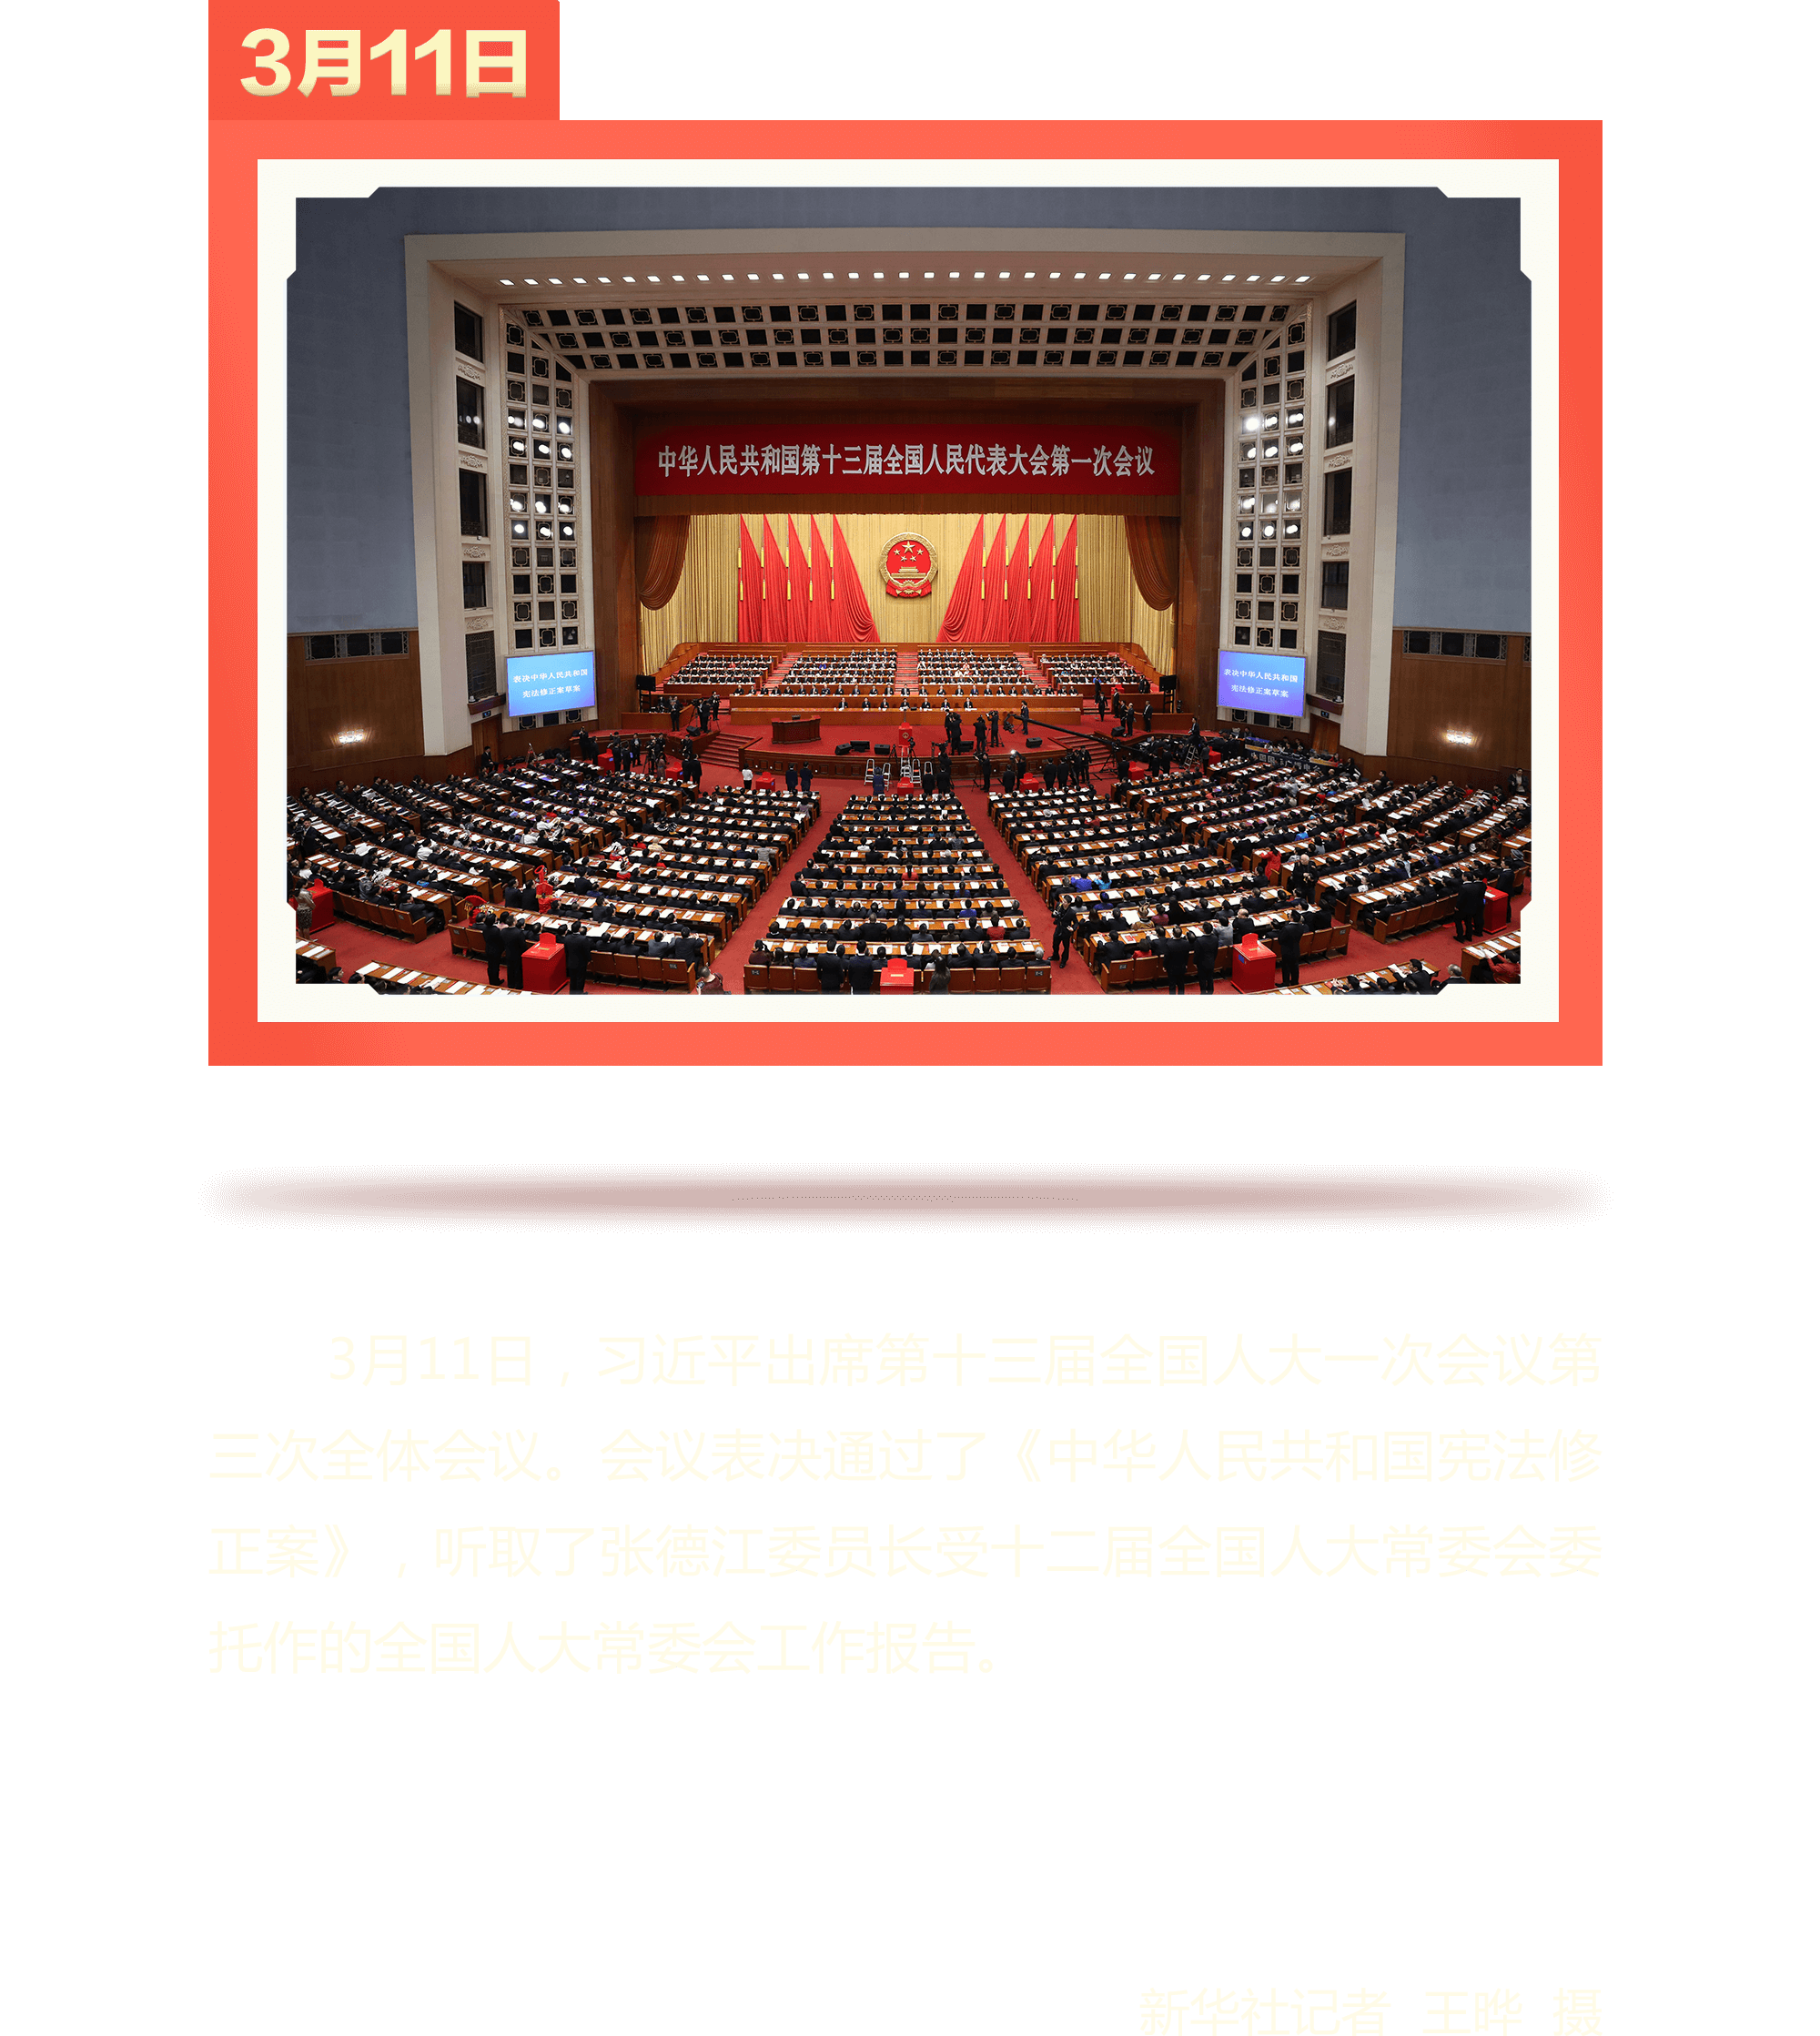 3月11日
中华人民共和国第十三届全国人民代表大会第一次会议
表决中华人民共和国
宪法修正案草案
表决中华人民共和国
宪法修正案草案
3月11日，习近平出席第十三届全国人大一次会议第
三次全体会议。会议表决通过了《中华人民共和国宪法修
正案》，听取了张德江委员长受十二届全国人大常委会委
托作的全国人大常委会工作报告。
新华社记者 王晔 摄